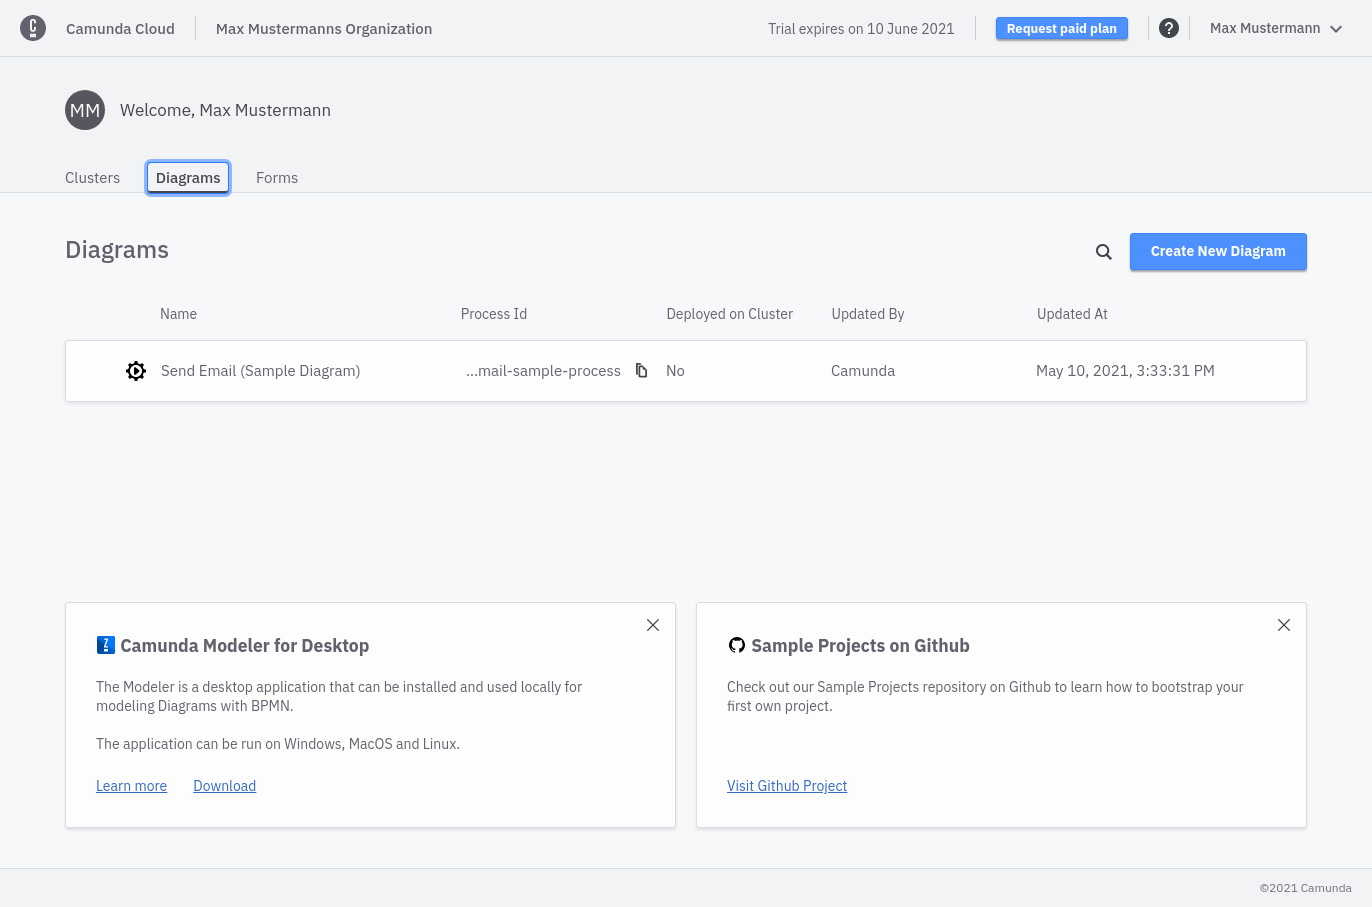 Camunda Cloud Max Mustermanns Organization Trial expires on 10 June 2021 Request paid plan ? Max Mustermann
MM Welcome, Max Mustermann
Clusters Diagrams Forms
Diagrams Create New Diagram
Name Process Id Deployed on Cluster Updated By Updated At
Send Email (Sample Diagram) ...mail-sample-process No Camunda May 10, 2021, 3:33:31 PM
Camunda Modeler for Desktop
The Modeler is a desktop application that can be installed and used locally for
modeling Diagrams with BPMN.
The application can be run on Windows, MacOS and Linux.
Learn more Download
Sample Projects on Github
Check out our Sample Projects repository on Github to learn how to bootstrap your
first own project.
Visit Github Project
©2021 Camunda